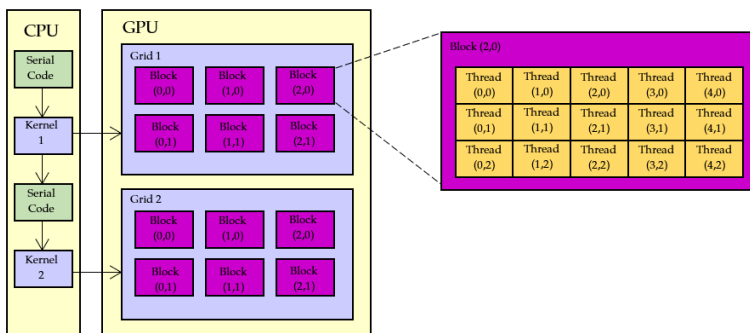 CPU
Serial
Code
Kernel
1
Serial
Code
Kernel
2
GPU
Grid 1
Block
(0,0)
Block
(1,0)
Block
(2,0)
Block
(0,1)
Block
(1,1)
Block
(2,1)
Grid 2
Block
(0,0)
Block
(1,0)
Block
(2,0)
Block
(0,1)
Block
(1,1)
Block
(2,1)
Block (2,0)
Thread
(0,0)
Thread
(1,0)
Thread
(2,0)
Thread
(3,0)
Thread
(4,0)
Thread
(0,1)
Thread
(1,1)
Thread
(2,1)
Thread
(3,1)
Thread
(4,1)
Thread
(0,2)
Thread
(1,2)
Thread
(2,2)
Thread
(3,2)
Thread
(4,2)